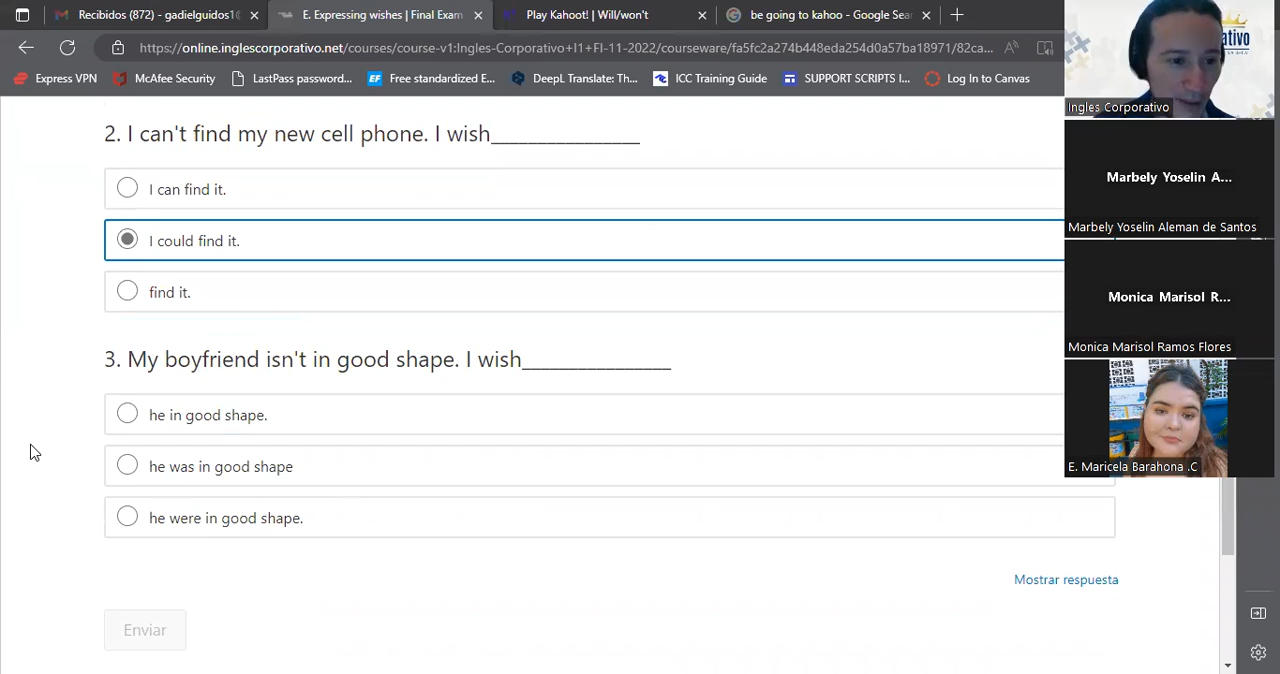 Recibidos (872) - gadielguidos1@
E. Expressing wishes | Final Exam
Play Kahoot! | Will/won't
be going to kahoo - Google Sear
https://online.inglescorporativo.net/courses/course-v1:Ingles-Corporativo+I1+FI-11-2022/courseware/fa5fc2a274b448eda254d0a57ba18971/82ca...
Express VPN
McAfee Security
LastPass password...
EF Free standardized E...
DeepL Translate: Th...
ICC Training Guide
SUPPORT SCRIPTS I...
Log In to Canvas
ativo
Ingles Corporativo
2. I can't find my new cell phone. I wish________________
I can find it.
I could find it.
find it.
3. My boyfriend isn't in good shape. I wish________________
he in good shape.
he was in good shape
he were in good shape.
Mostrar respuesta
Enviar
Marbely Yoselin A...
Marbely Yoselin Aleman de Santos
Monica Marisol R...
Monica Marisol Ramos Flores
E. Maricela Barahona .C